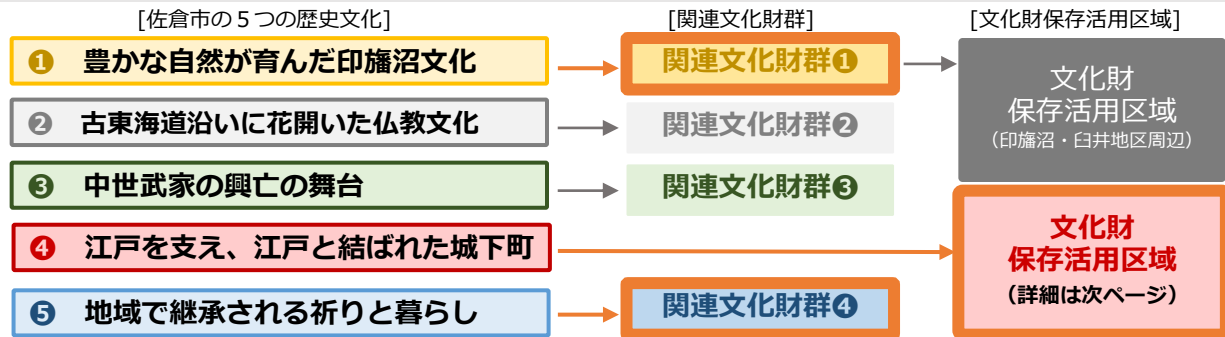 [佐倉市の５つの歴史文化]
[関連文化財群]
[文化財保存活用区域]
❶ 豊かな自然が育んだ印旛沼文化
関連文化財群❶
❷ 古東海道沿いに花開いた仏教文化
関連文化財群❷
❸ 中世武家の興亡の舞台
関連文化財群❸
❹ 江戸を支え、江戸と結ばれた城下町
❺ 地域で継承される祈りと暮らし
関連文化財群❹
文化財
保存活用区域
（印旛沼・臼井地区周辺）
文化財
保存活用区域
（詳細は次ページ）